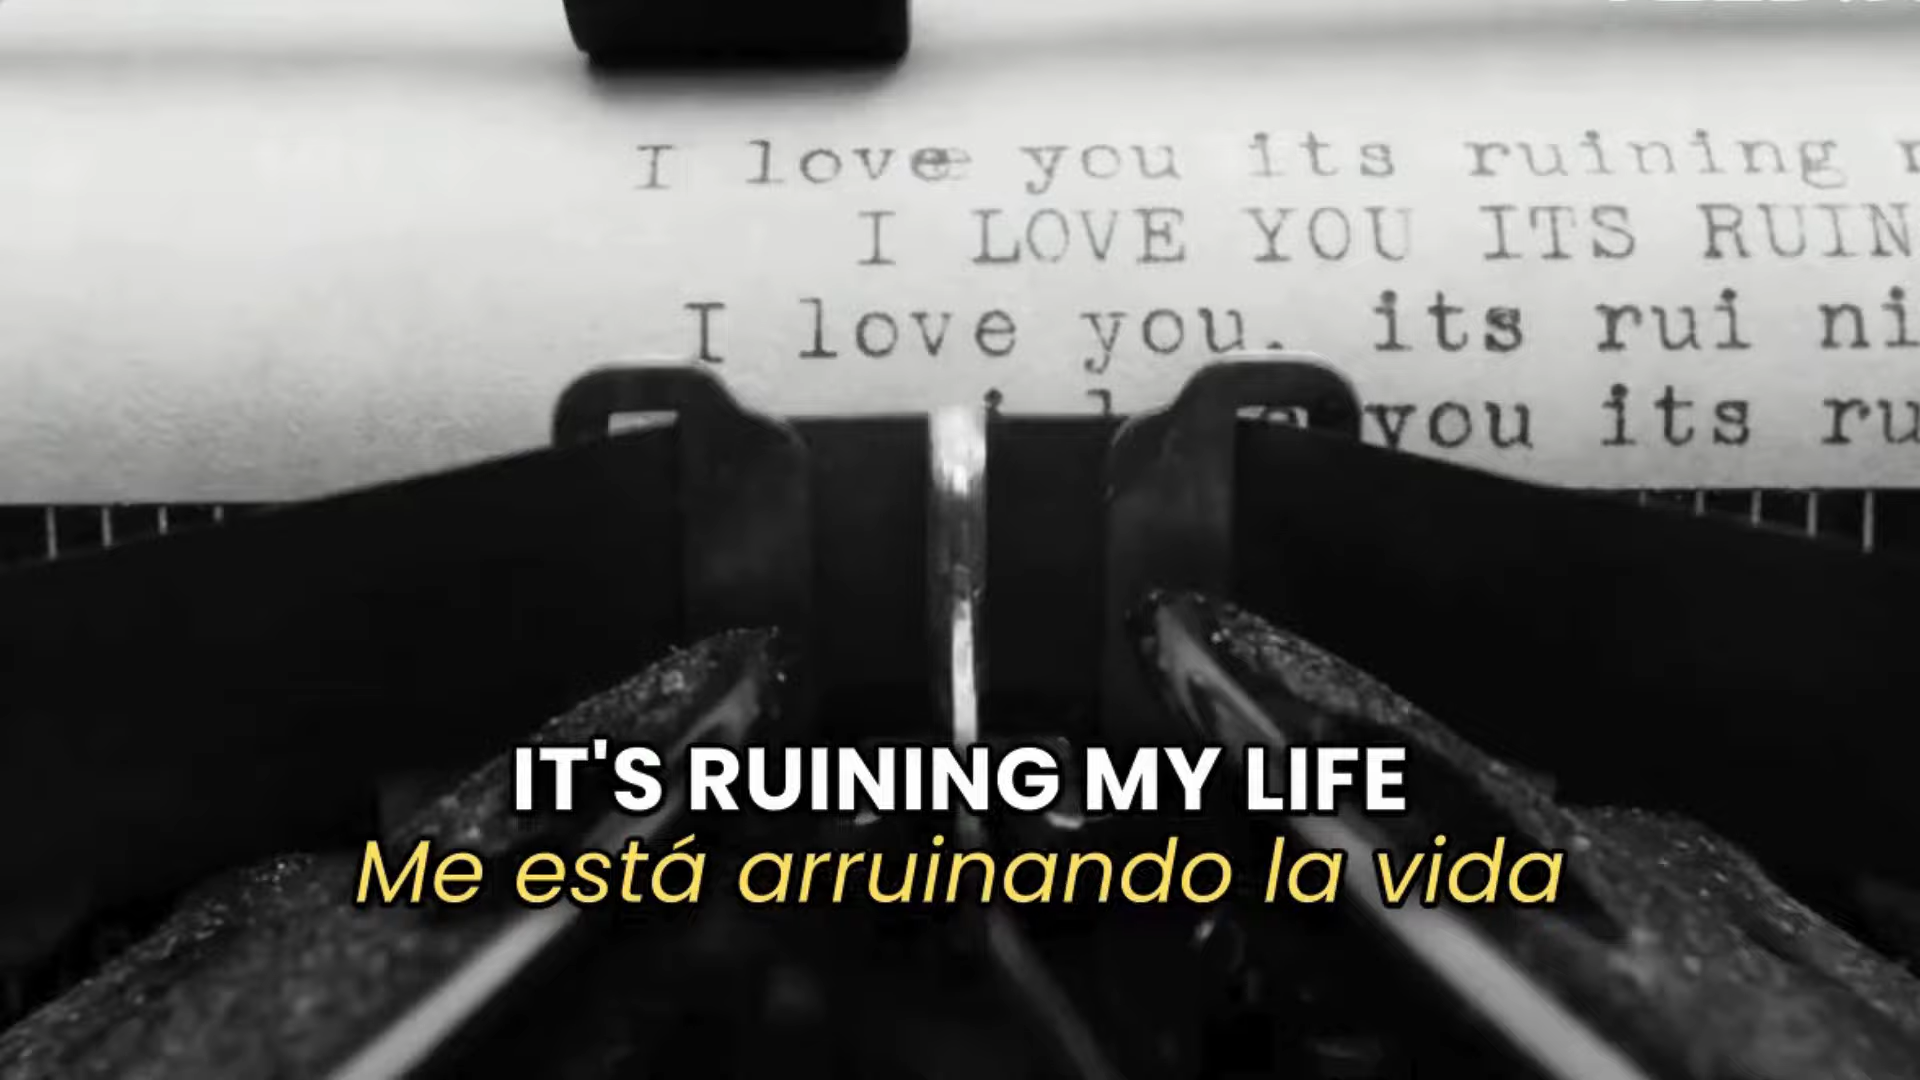 I love you its ruining
I LOVE YOU ITS RUIN
I love you. its rui ni
you its ru
IT'S RUINING MY LIFE
Me está arruinando la vida